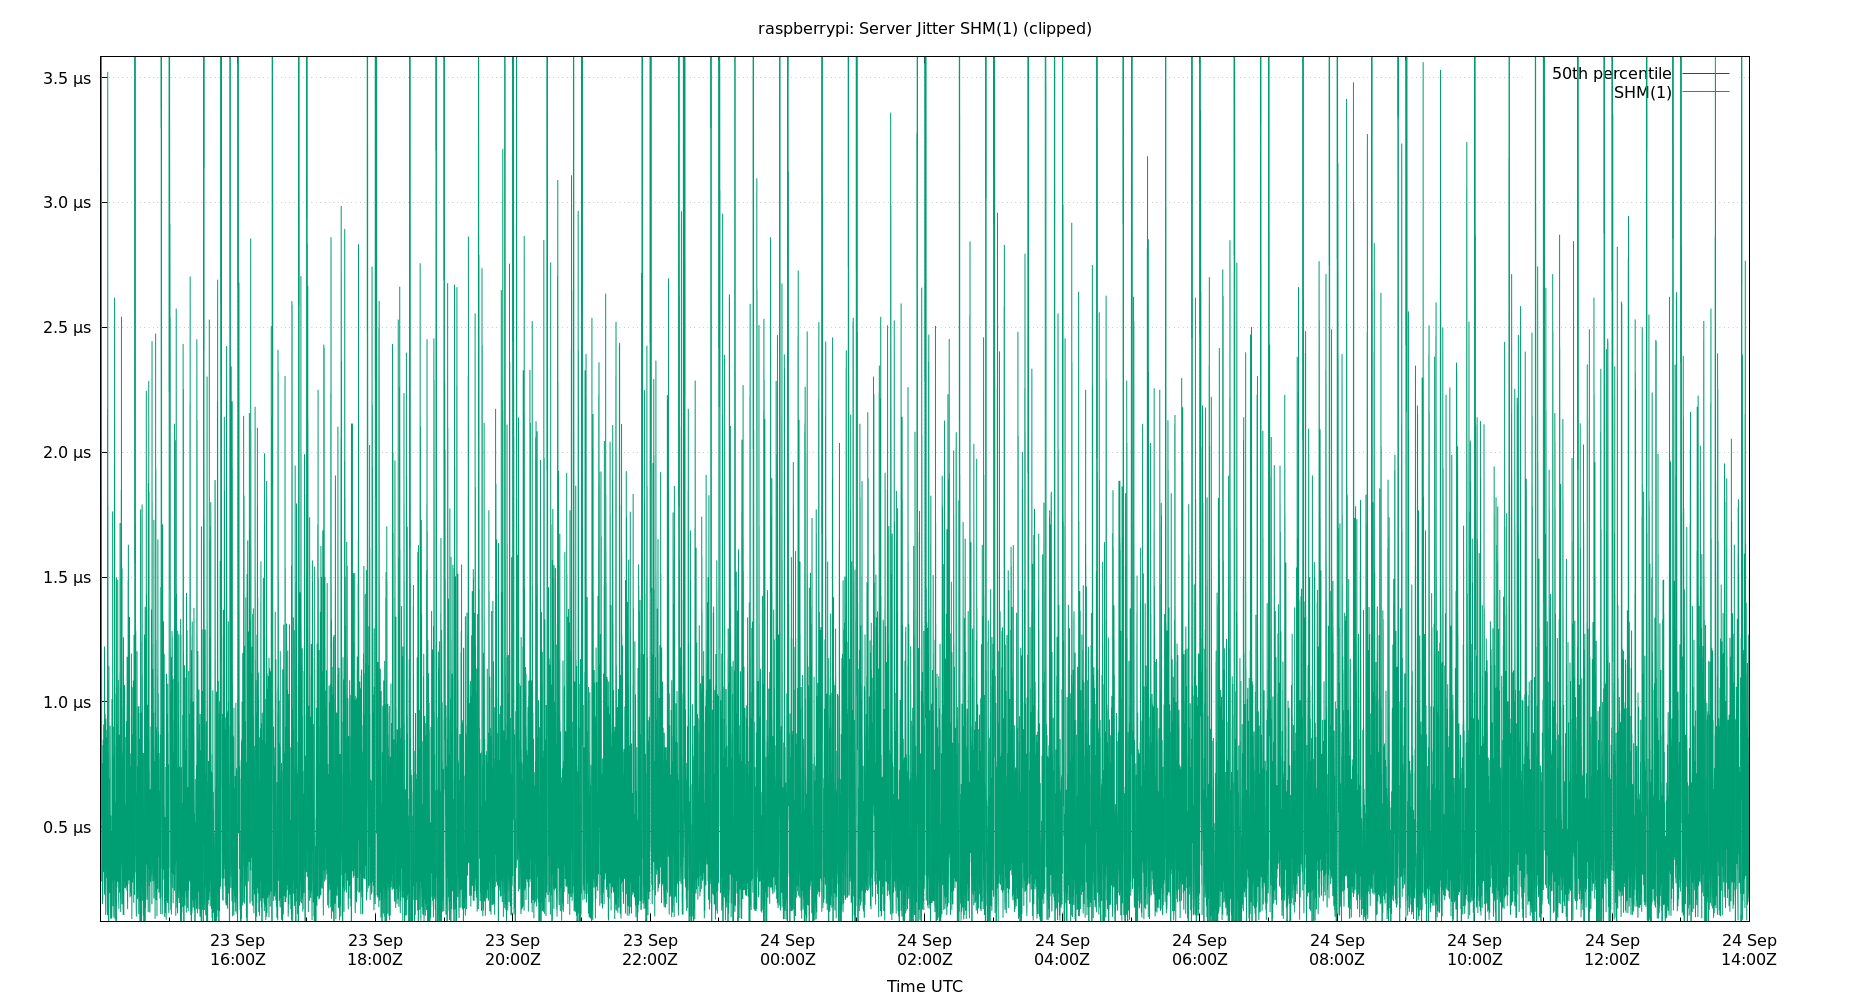 raspberrypi: Server Jitter SHM(1) (clipped)
50th percentile
SHM(1)
3.5 µs
3.0 µs
2.5 µs
2.0 µs
1.5 µs
1.0 µs
0.5 µs
23 Sep 23 Sep 23 Sep 23 Sep 24 Sep 24 Sep 24 Sep 24 Sep 24 Sep 24 Sep 24 Sep 24 Sep
16:00Z 18:00Z 20:00Z 22:00Z 00:00Z 02:00Z 04:00Z 06:00Z 08:00Z 10:00Z 12:00Z 14:00Z
Time UTC